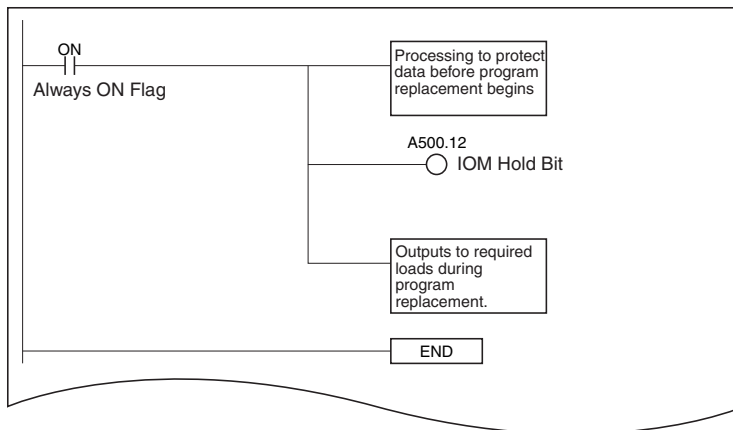 ON
Always ON Flag
Processing to protect
data before program
replacement begins
A500.12
IOM Hold Bit
Outputs to required
loads during
program
replacement.
END